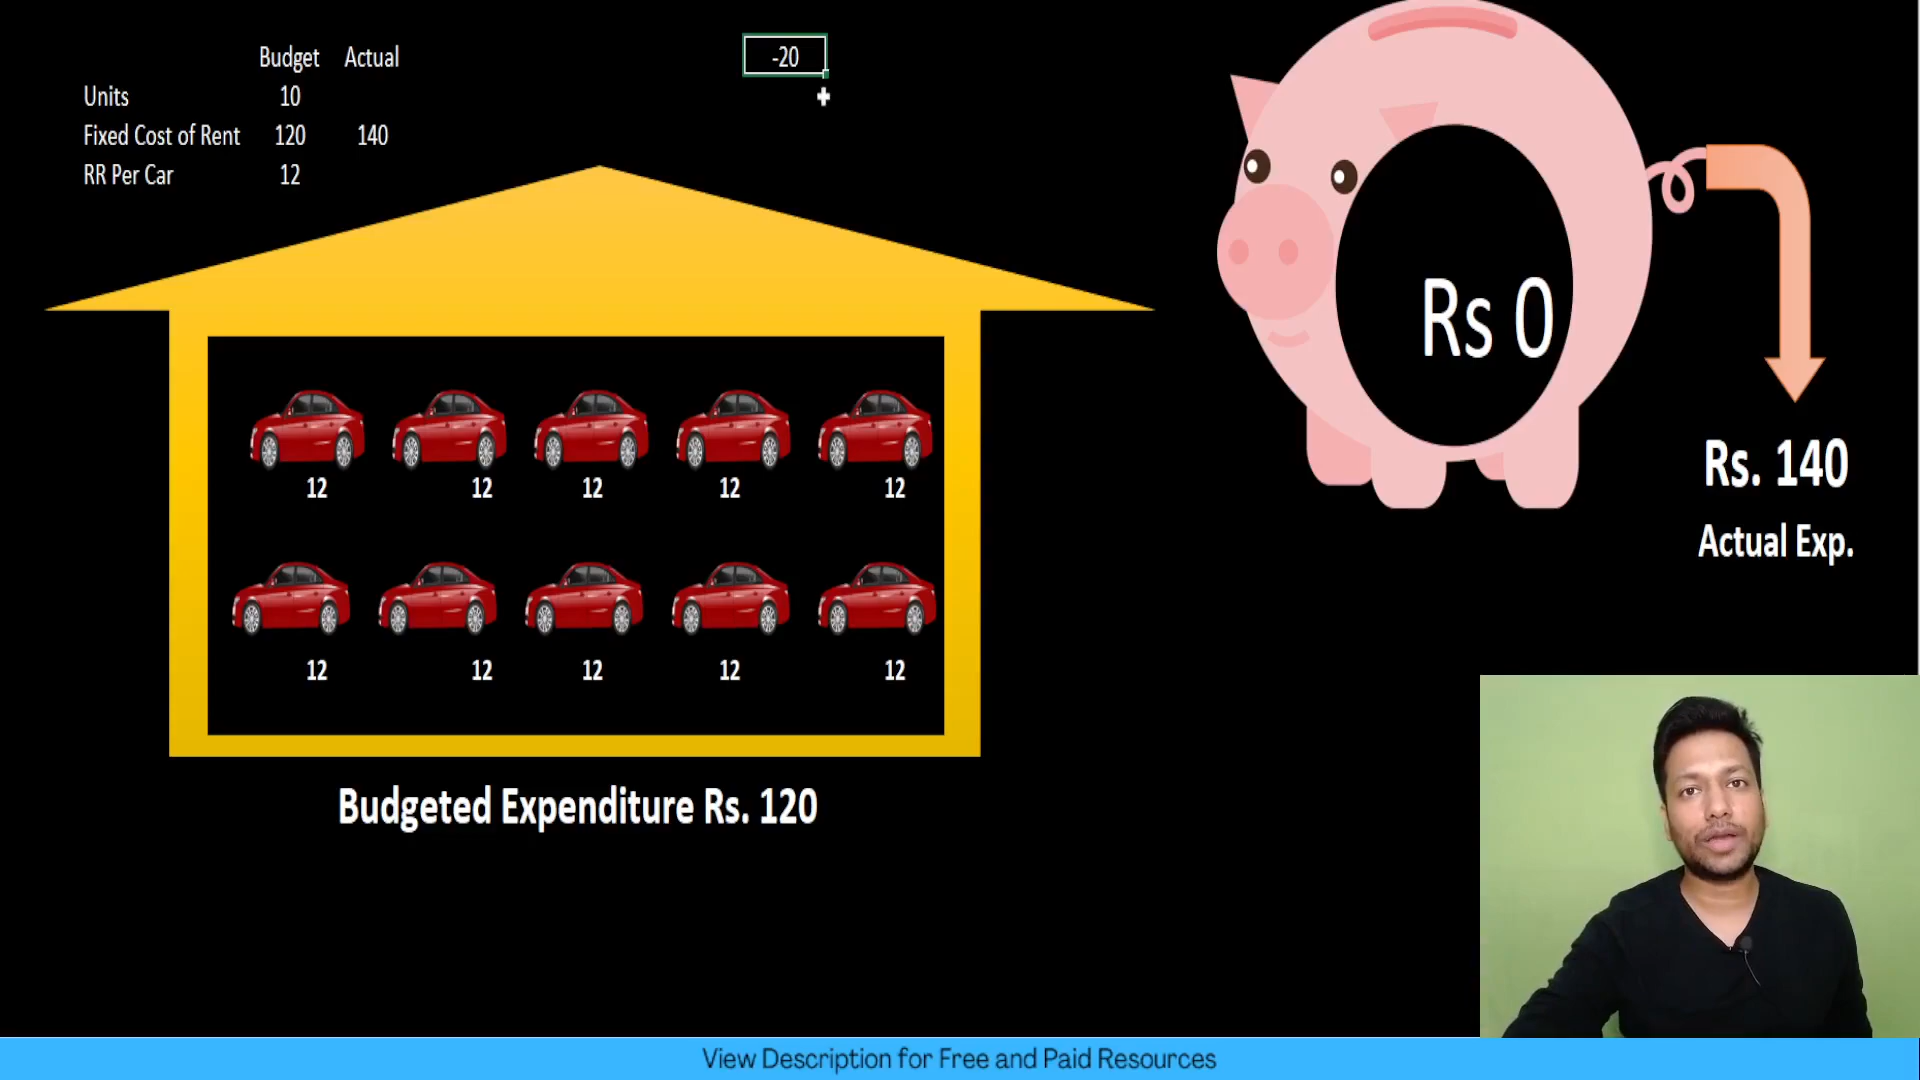 Budget Actual
-20
Units 10
Fixed Cost of Rent 120 140
RR Per Car 12
Rs 0
12 12 12 12 12
12 12 12 12 12
Rs. 140
Actual Exp.
Budgeted Expenditure Rs. 120
View Description for Free and Paid Resources